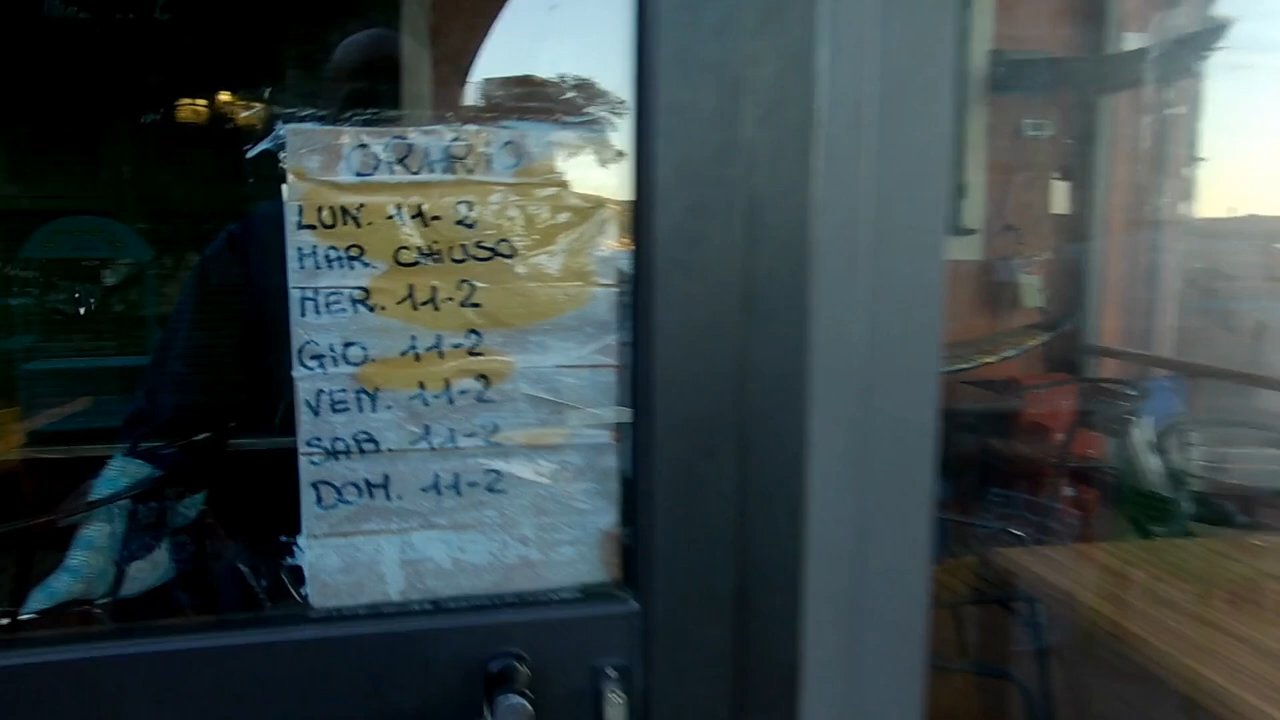 ORARIO
LUN. 11-2
MAR. CHIUSO
MER. 11-2
GIO. 11-2
VEN. 11-2
SAB. 11-2
DOM. 11-2